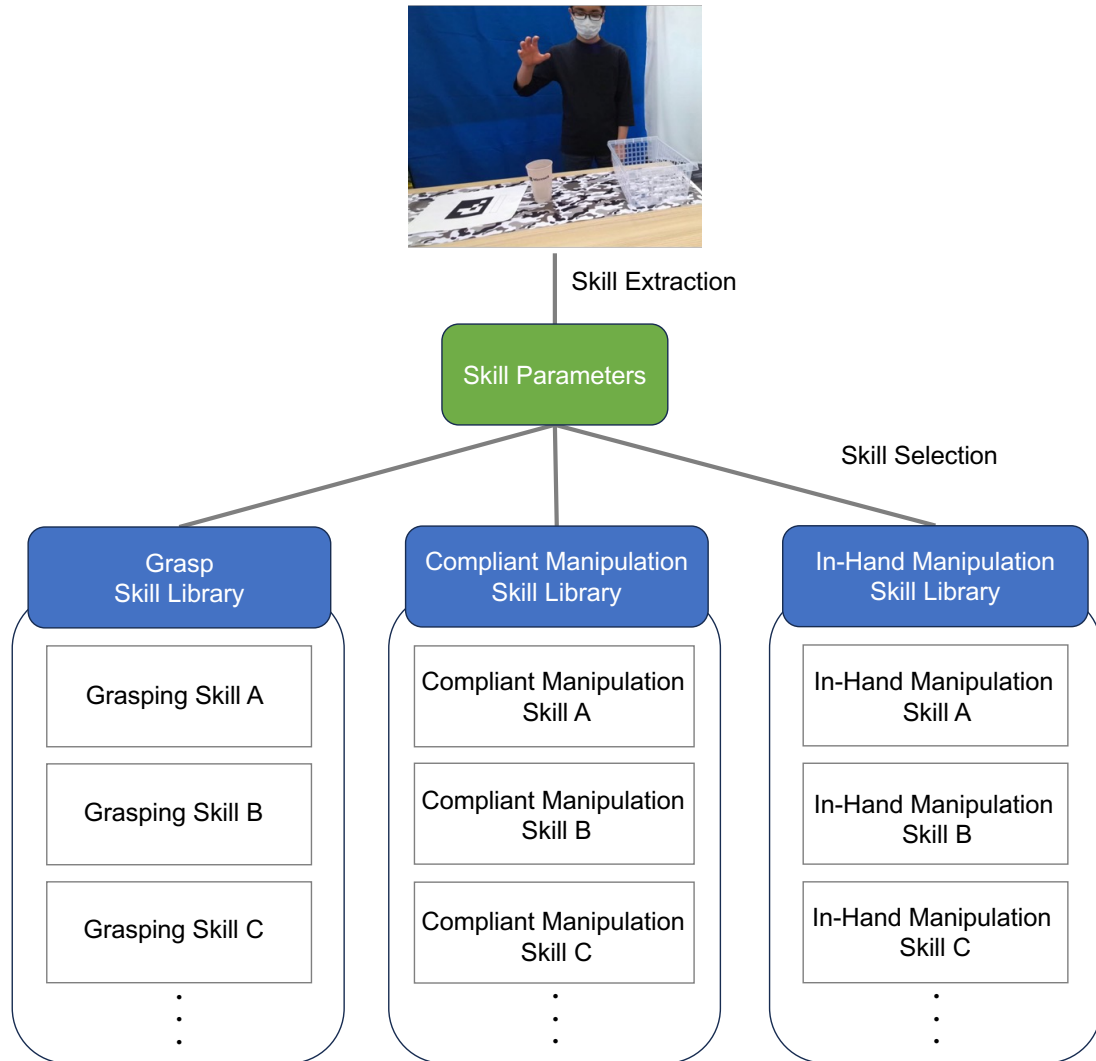 Skill Extraction
Skill Parameters
Skill Selection
Grasp
Skill Library
Grasping Skill A
Grasping Skill B
Grasping Skill C
Compliant Manipulation
Skill Library
Compliant Manipulation
Skill A
Compliant Manipulation
Skill B
Compliant Manipulation
Skill C
In-Hand Manipulation
Skill Library
In-Hand Manipulation
Skill A
In-Hand Manipulation
Skill B
In-Hand Manipulation
Skill C